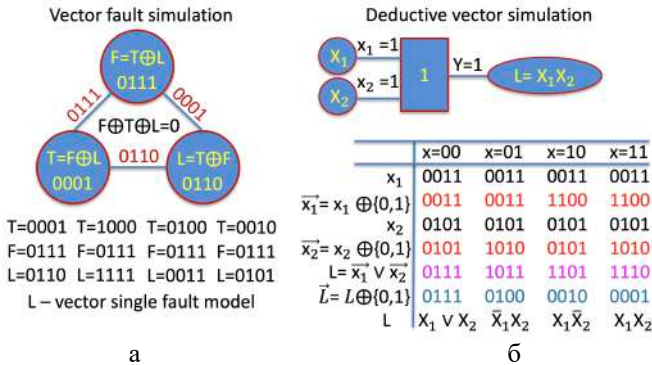 Vector fault simulation
F=T⊕L
0111
0111
0001
F⊕T⊕L=0
T=F⊕L
0001
0110
L=T⊕F
0110
T=0001 T=1000 T=0100 T=0010
F=0111 F=0111 F=0111 F=0111
L=0110 L=1111 L=0011 L=0101
L – vector single fault model
а
Deductive vector simulation
X₁ x₁ =1
1 Y=1 L= X₁X₂
X₂ x₂ =1
x=00 x=01 x=10 x=11
x₁ 0011 0011 0011 0011
x₁⃗= x₁ ⊕{0,1} 0011 0011 1100 1100
x₂ 0101 0101 0101 0101
x₂⃗= x₂ ⊕{0,1} 0101 1010 0101 1010
L= x₁⃗ ∨ x₂⃗ 0111 1011 1101 1110
L⃗= L⊕{0,1} 0111 0100 0010 0001
L X₁ ∨ X₂ X̄₁X₂ X₁X̄₂ X₁X₂
б